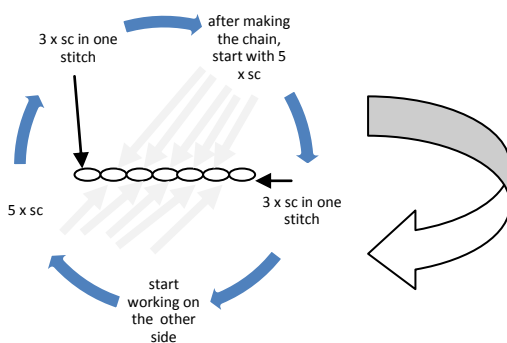 3 x sc in one
stitch
after making
the chain,
start with 5
x sc
3 x sc in one
stitch
start
working on
the other
side
5 x sc